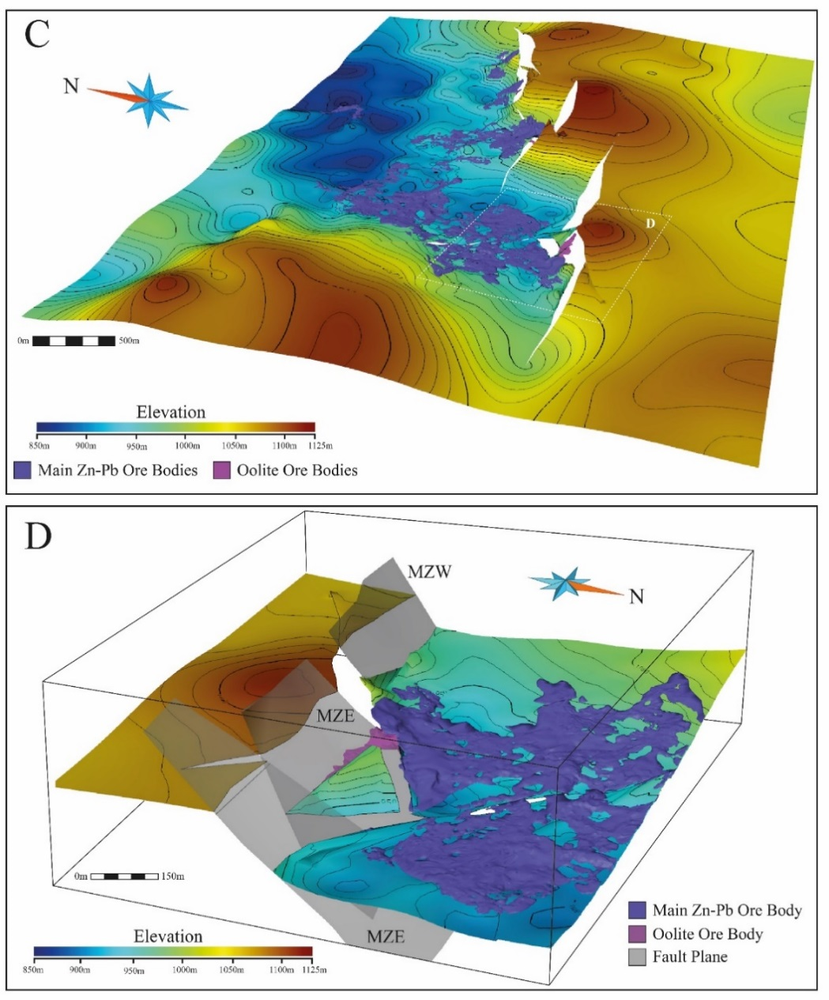 C
N
D
0m 500m
Elevation
850m 900m 950m 1000m 1050m 1100m 1125m
Main Zn-Pb Ore Bodies Oolite Ore Bodies
D
MZW
N
MZE
0m 150m
MZE
Main Zn-Pb Ore Body
Oolite Ore Body
Fault Plane
Elevation
850m 900m 950m 1000m 1050m 1100m 1125m